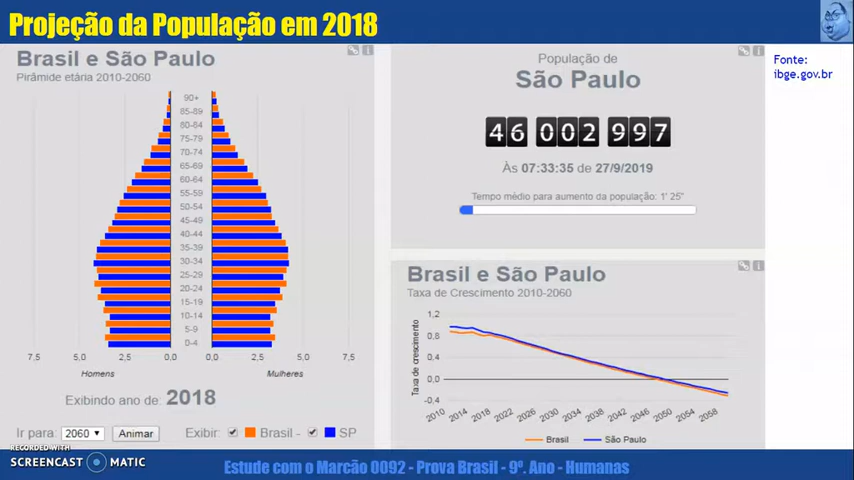 Projeção da População em 2018
Brasil e São Paulo
Pirâmide etária 2010-2060
90+
85-89
80-84
75-79
70-74
65-69
60-64
55-59
50-54
45-49
40-44
35-39
30-34
25-29
20-24
15-19
10-14
5-9
0-4
7,5 5,0 2,5 0,0 0,0 2,5 5,0 7,5
Homens Mulheres
Exibindo ano de: 2018
Ir para: 2060 Animar Exibir: Brasil - SP
População de
São Paulo
46 002 997
Às 07:33:35 de 27/9/2019
Tempo médio para aumento da população: 1' 25"
Fonte:
ibge.gov.br
Brasil e São Paulo
Taxa de Crescimento 2010-2060
Taxa de crescimento
1,2
0,8
0,4
0,0
-0,4
2010 2014 2018 2022 2026 2030 2034 2038 2042 2046 2050 2054 2058
Brasil São Paulo
RECORDED WITH
SCREENCAST MATIC
Estude com o Marcão 0092 - Prova Brasil - 9º. Ano - Humanas